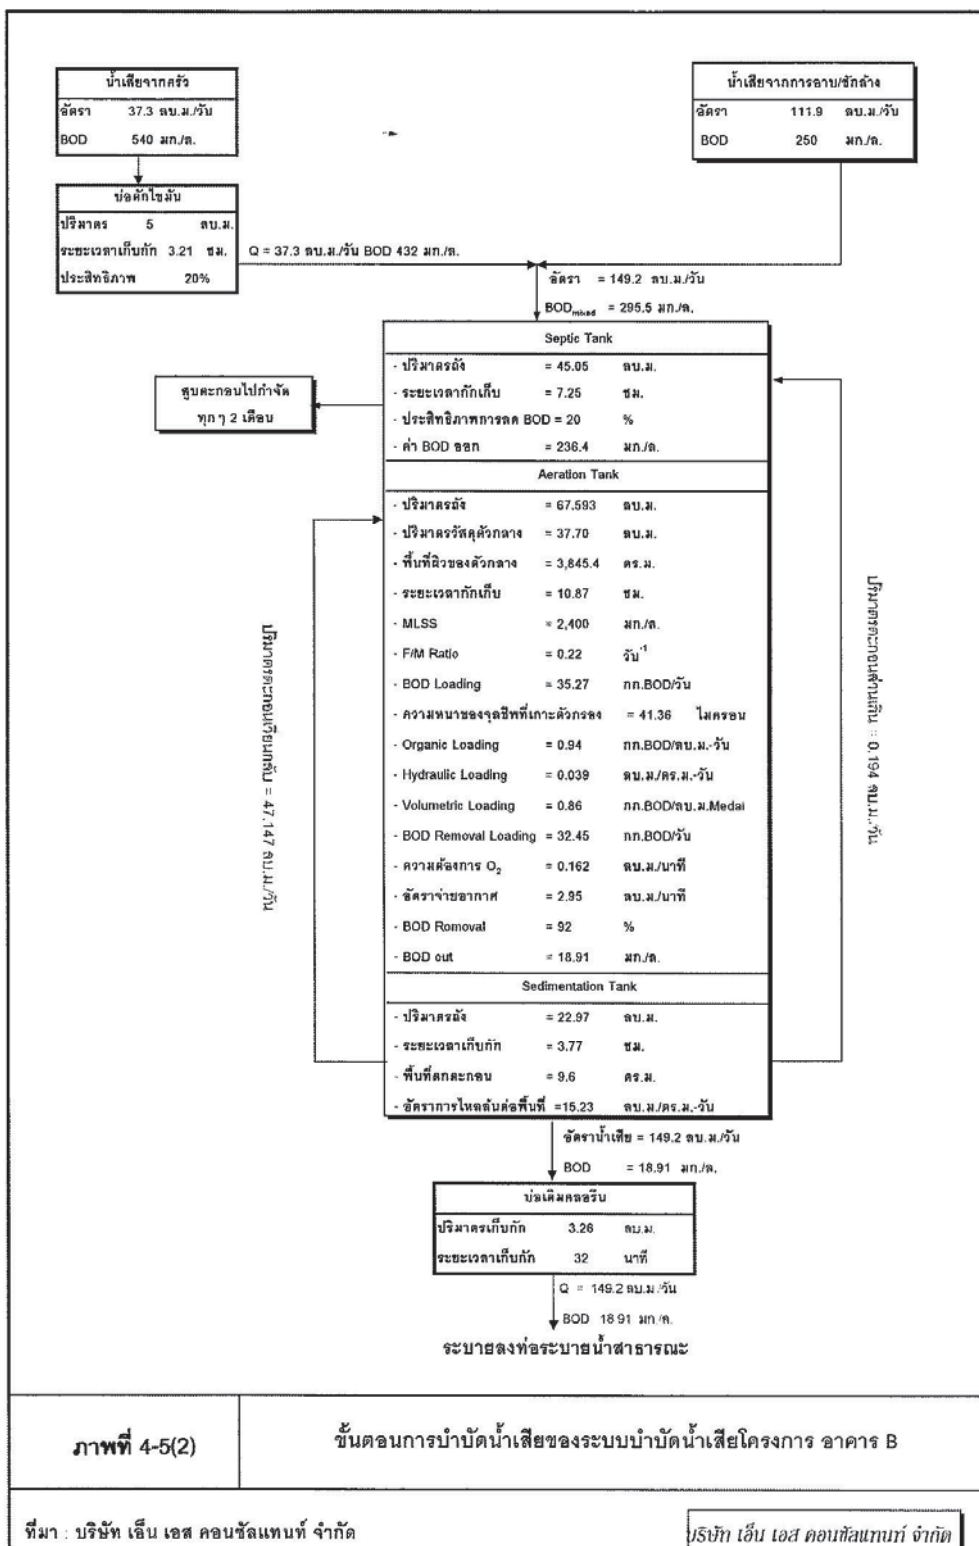 น้ำเสียจากครัว
อัตรา 37.3 ลบ.ม./วัน
BOD 540 มก./ล.
น้ำเสียจากการอาบ/ซักล้าง
อัตรา 111.9 ลบ.ม./วัน
BOD 250 มก./ล.
บ่อดักไขมัน
ปริมาตร 5 ลบ.ม.
ระยะเวลาเก็บกัก 3.21 ชม.
ประสิทธิภาพ 20%
Q = 37.3 ลบ.ม./วัน BOD 432 มก./ล.
อัตรา = 149.2 ลบ.ม./วัน
BODmixed = 295.5 มก./ล.
Septic Tank
- ปริมาตรถัง = 45.05 ลบ.ม.
- ระยะเวลากักเก็บ = 7.25 ชม.
- ประสิทธิภาพการลด BOD = 20 %
- ค่า BOD ออก = 236.4 มก./ล.
สูบตะกอนไปกำจัด
ทุกๆ 2 เดือน
Aeration Tank
- ปริมาตรถัง = 67.593 ลบ.ม.
- ปริมาตรวัสดุตัวกลาง = 37.70 ลบ.ม.
- พื้นที่ผิวของตัวกลาง = 3,845.4 ตร.ม.
- ระยะเวลากักเก็บ = 10.87 ชม.
- MLSS = 2,400 มก./ล.
- F/M Ratio = 0.22 วัน-1
- BOD Loading = 35.27 กก.BOD/วัน
- ความหนาของจุลชีพที่เกาะตัวกรอง = 41.36 ไมครอน
- Organic Loading = 0.94 กก.BOD/ลบ.ม.-วัน
- Hydraulic Loading = 0.039 ลบ.ม./ตร.ม.-วัน
- Volumetric Loading = 0.86 กก.BOD/ลบ.ม.Medai
- BOD Removal Loading = 32.45 กก.BOD/วัน
- ความต้องการ O2 = 0.162 ลบ.ม./นาที
- อัตราจ่ายอากาศ = 2.95 ลบ.ม./นาที
- BOD Romoval = 92 %
- BOD out = 18.91 มก./ล.
ปริมาตรตะกอนเวียนกลับ = 47.147 ลบ.ม./วัน
ปริมาตรตะกอนส่วนเกิน = 0.194 ลบ.ม./วัน
Sedimentation Tank
- ปริมาตรถัง = 22.97 ลบ.ม.
- ระยะเวลาเก็บกัก = 3.77 ชม.
- พื้นที่ตกตะกอน = 9.6 ตร.ม.
- อัตราการไหลล้นต่อพื้นที่ =15.23 ลบ.ม./ตร.ม.-วัน
อัตราน้ำเสีย = 149.2 ลบ.ม./วัน
BOD = 18.91 มก./ล.
บ่อเติมคลอรีน
ปริมาตรเก็บกัก 3.26 ลบ.ม.
ระยะเวลาเก็บกัก 32 นาที
Q = 149.2 ลบ.ม./วัน
BOD 18.91 มก./ล.
ระบายลงท่อระบายน้ำสาธารณะ
ภาพที่ 4-5(2)
ขั้นตอนการบำบัดน้ำเสียของระบบบำบัดน้ำเสียโครงการ อาคาร B
ที่มา : บริษัท เอ็น เอส คอนซัลแทนท์ จำกัด
บริษัท เอ็น เอส คอนซัลแทนท์ จำกัด